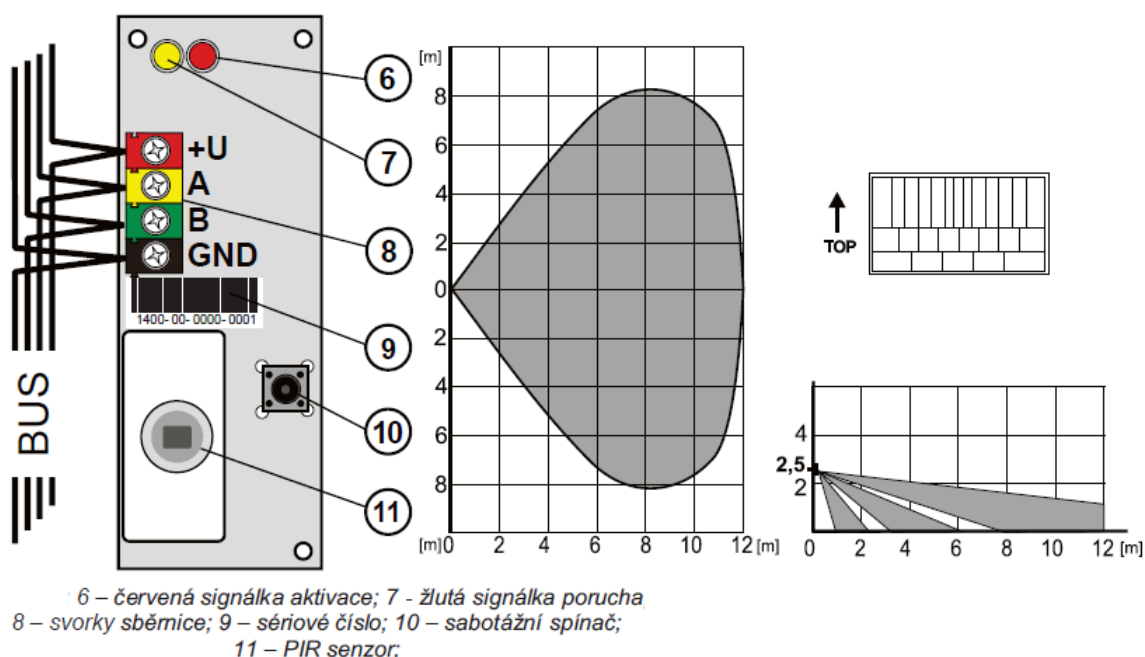 +U
A
B
GND
1400- 00- 0000- 0001
BUS
6
7
8
9
10
11
[m]
8
6
4
2
0
2
4
6
8
[m] 0 2 4 6 8 10 12 [m]
TOP
4
2,5
2
0 2 4 6 8 10 12 [m]
6 – červená signálka aktivace; 7 - žlutá signálka porucha
8 – svorky sběrnice; 9 – sériové číslo; 10 – sabotážní spínač;
11 – PIR senzor;